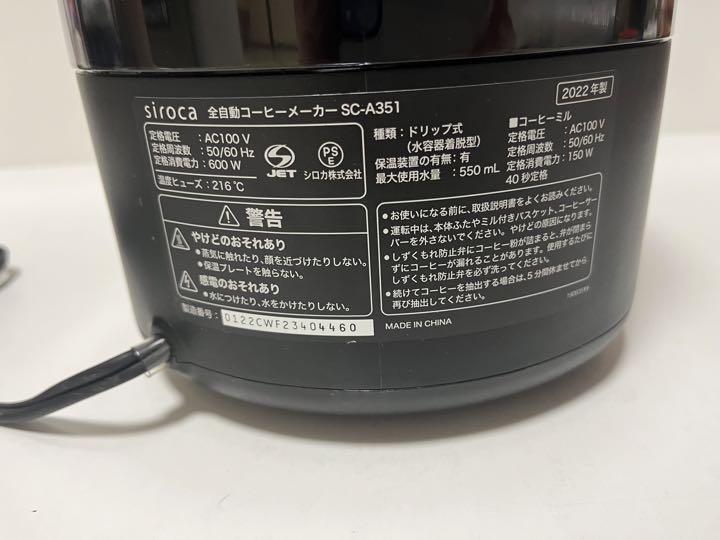 siroca 全自動コーヒーメーカー SC-A351
2022年製
定格電圧 : AC100 V
定格周波数 : 50/60 Hz
定格消費電力 : 600 W
温度ヒューズ : 216℃
JET
PS
E
シロカ株式会社
種類 : ドリップ式
(水容器着脱型)
保温装置の有無: 有
最大使用水量 : 550 mL
■コーヒーミル
定格電圧 : AC100 V
定格周波数 : 50/60 Hz
定格消費電力 : 150 W
40秒定格
警告
やけどのおそれあり
●蒸気に触れたり、顔を近づけたりしない。
●保温プレートを触らない。
感電のおそれあり
●水につけたり、水をかけたりしない。
製造番号: 0122CWF23404460
●お使いになる前に、取扱説明書をよくお読みください。
●運転中は、本体ふたやミル付きバスケット、コーヒーサー
バーを外さないでください。やけどの原因になります。
●しずくもれ防止弁にコーヒー粉が詰まると、弁が閉まら
ずにコーヒーが漏れることがあります。使用するたびに
しずくもれ防止弁を必ず洗ってください。
●続けてコーヒーを抽出する場合は、5分間休ませてから
再び抽出してください。
MADE IN CHINA